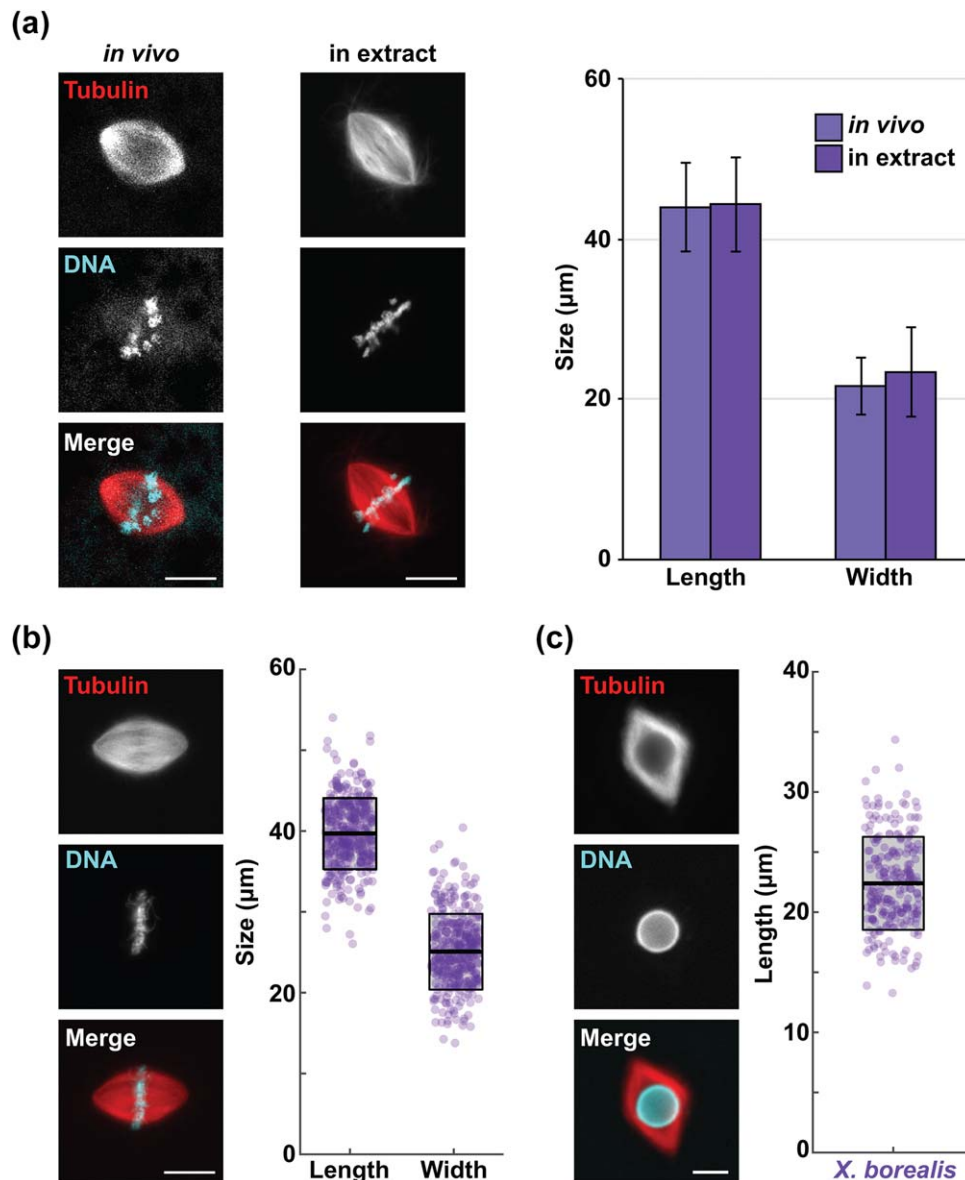 (a)
in vivo
in extract
Tubulin
DNA
Merge
60
40
20
0
Size (µm)
in vivo
in extract
Length
Width
(b)
Tubulin
DNA
Merge
60
40
20
0
Size (µm)
Length
Width
(c)
Tubulin
DNA
Merge
40
30
20
10
0
Length (µm)
X. borealis